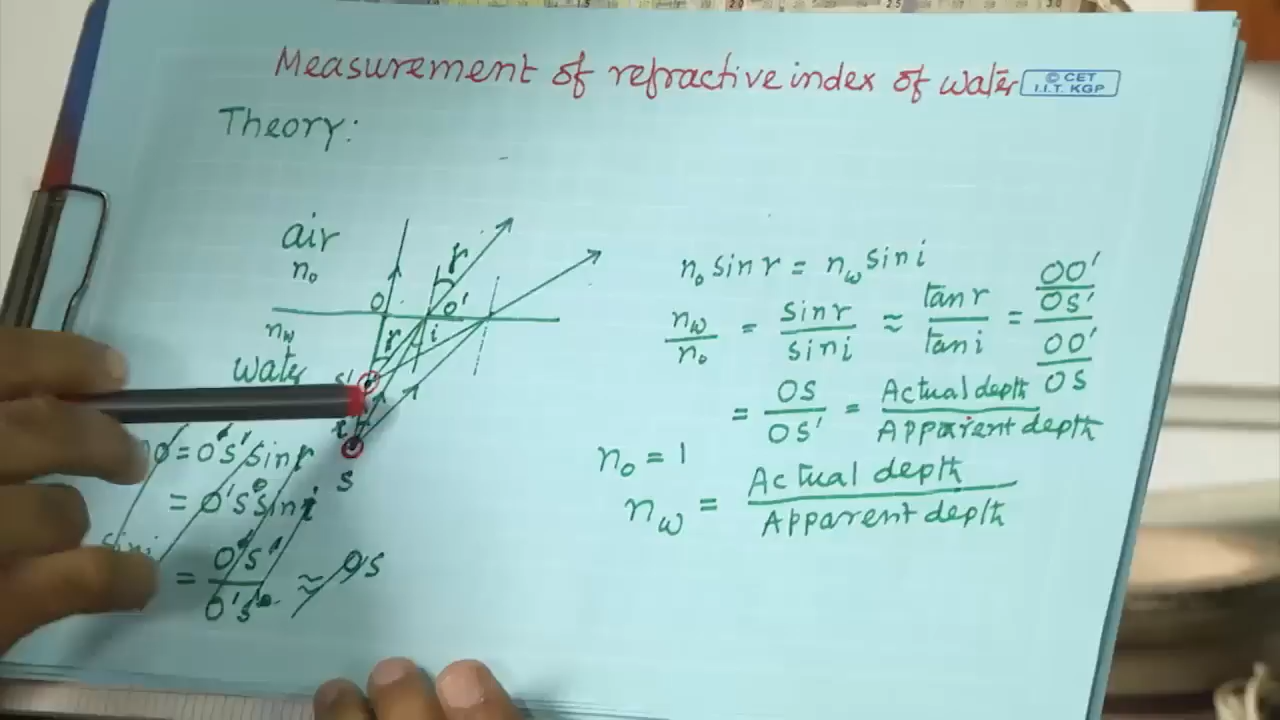 Measurement of refractive index of water
© CET
I.I.T. KGP
Theory:
air
n₀
r
O
O'
n_w
r
i
water
S'
i
S
O = O'S' sin r
= O'S sin i
sin i
= O'S' / O'S ≈ OS
n₀ sin r = n_w sin i
n_w / n₀ = sin r / sin i ≈ tan r / tan i = OO' / OS' / OO' / OS
= OS / OS' = Actual depth / Apparent depth
n₀ = 1
n_w = Actual depth / Apparent depth